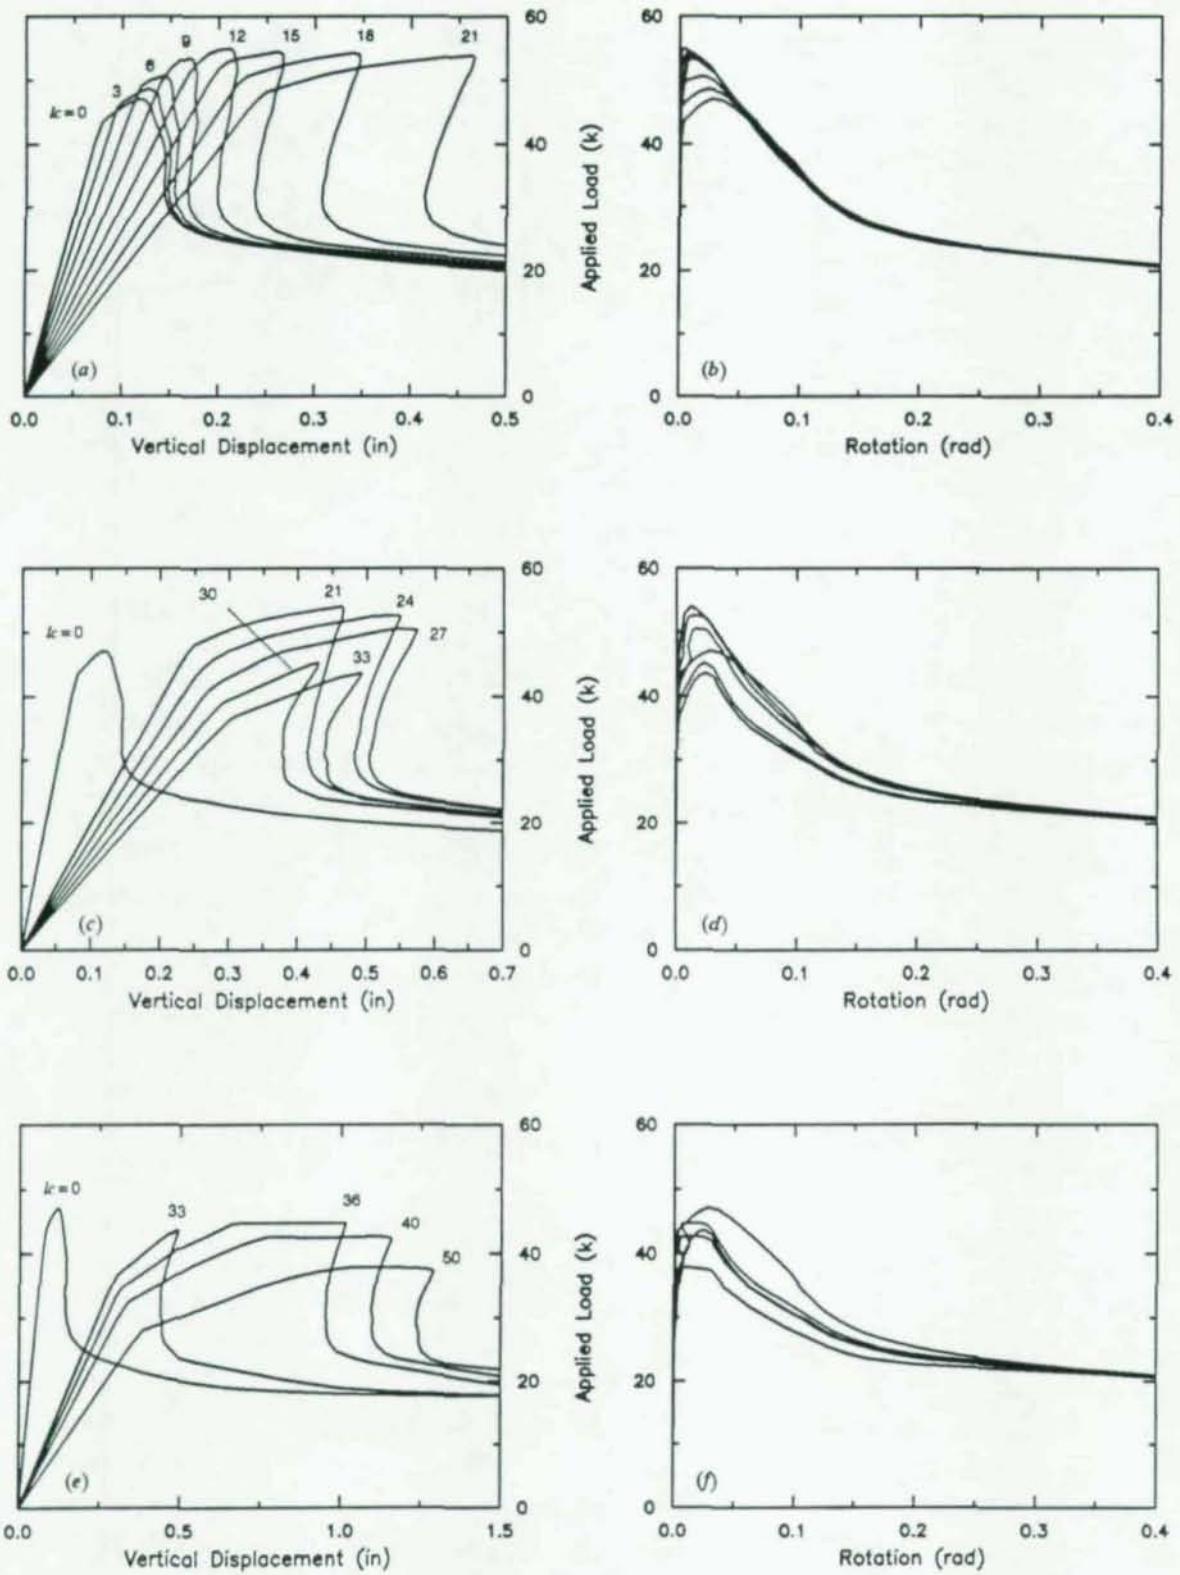 60
60
3
6
9
12
15
18
21
k=0
40
40
Applied Load (k)
20
20
(a)
(b)
0
0
0.0 0.1 0.2 0.3 0.4 0.5
0.0 0.1 0.2 0.3 0.4
Vertical Displacement (in)
Rotation (rad)
60
60
30
21
24
27
33
k=0
40
40
Applied Load (k)
20
20
(c)
(d)
0
0
0.0 0.1 0.2 0.3 0.4 0.5 0.6 0.7
0.0 0.1 0.2 0.3 0.4
Vertical Displacement (in)
Rotation (rad)
60
60
k=0
33
36
40
50
40
40
Applied Load (k)
20
20
(e)
(f)
0
0
0.0 0.5 1.0 1.5
0.0 0.1 0.2 0.3 0.4
Vertical Displacement (in)
Rotation (rad)